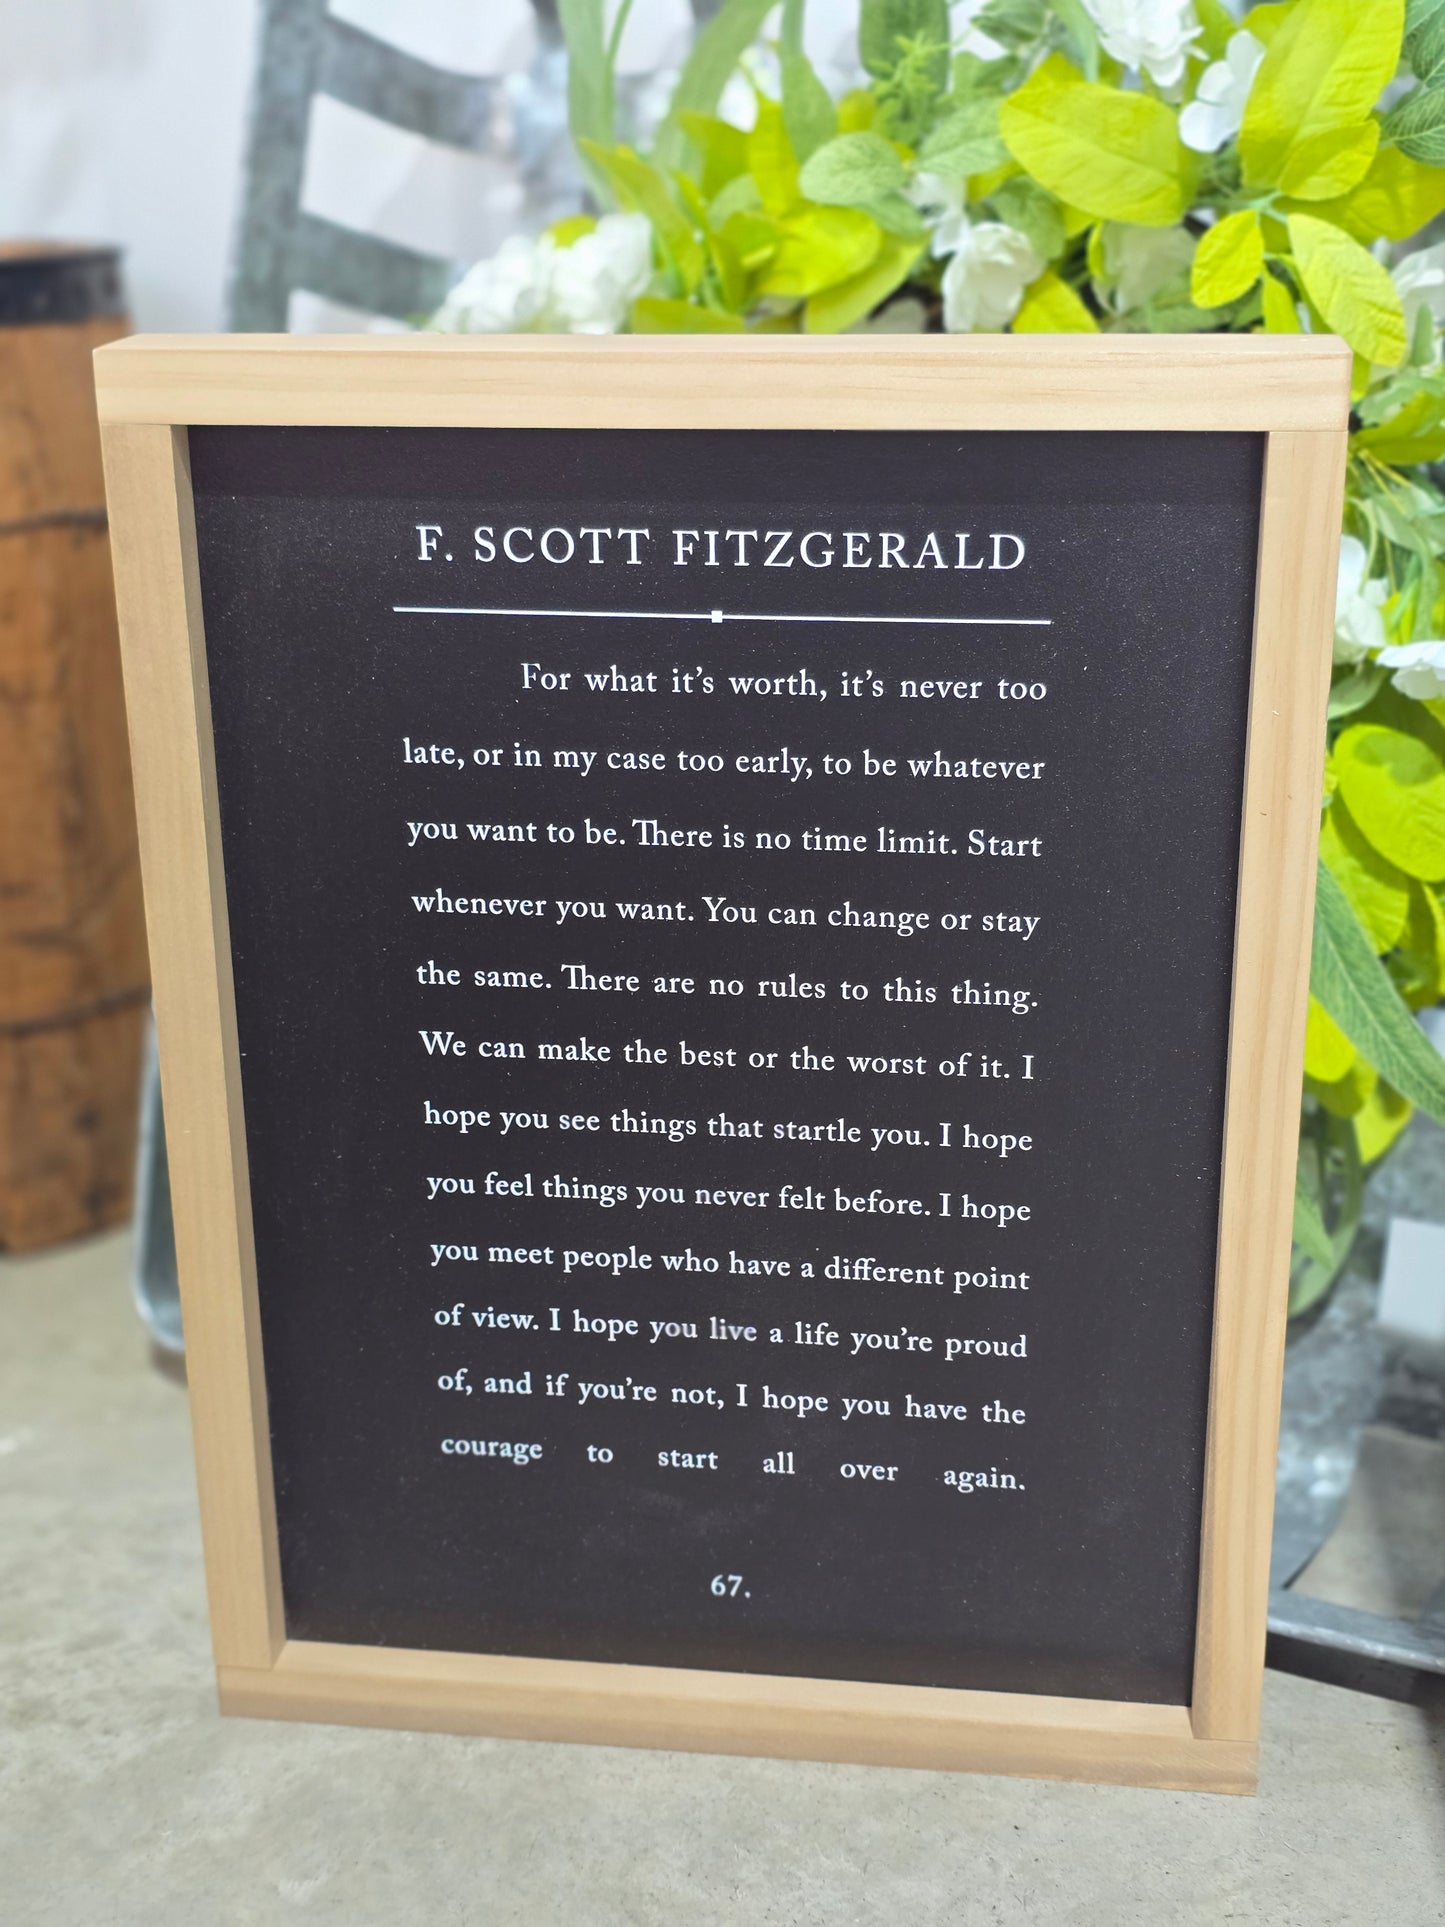 F. SCOTT FITZGERALD
For what it’s worth, it’s never too
late, or in my case too early, to be whatever
you want to be. There is no time limit. Start
whenever you want. You can change or stay
the same. There are no rules to this thing.
We can make the best or the worst of it. I
hope you see things that startle you. I hope
you feel things you never felt before. I hope
you meet people who have a different point
of view. I hope you live a life you’re proud
of, and if you’re not, I hope you have the
courage to start all over again.
67.